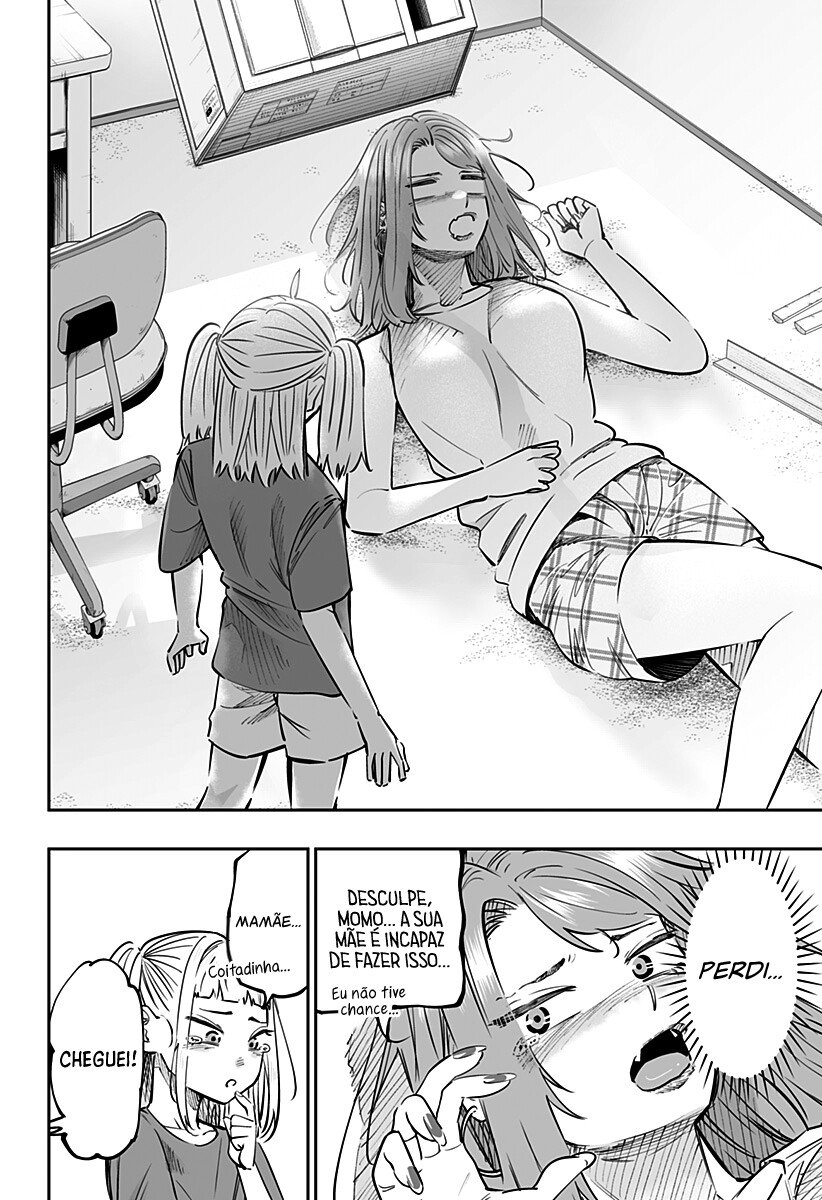 PERDI...
DESCULPE,
MOMO... A SUA
MÃE É INCAPAZ
DE FAZER ISSO...
Eu não tive
chance...
MAMÃE...
Coitadinha...
CHEGUEI!